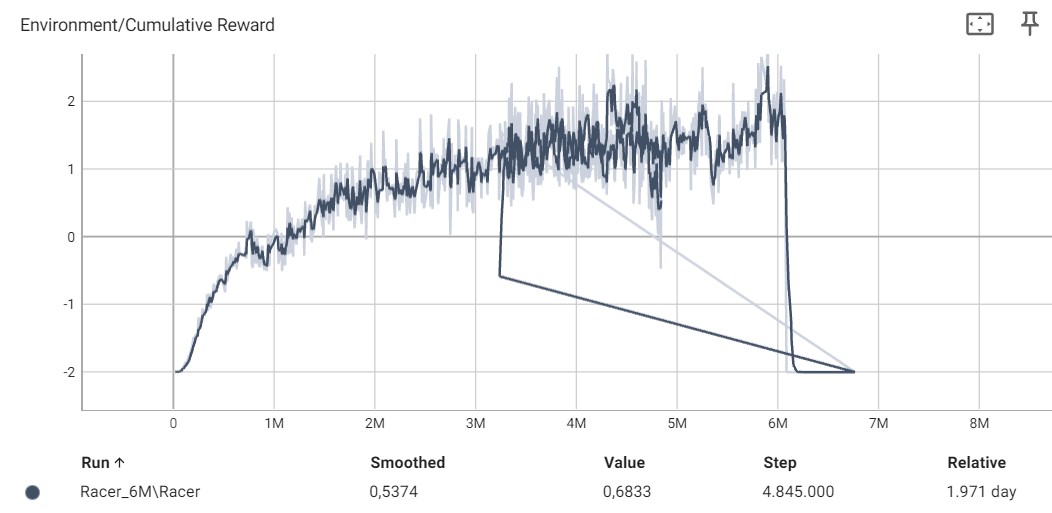 Environment/Cumulative Reward
2
1
0
-1
-2
0 1M 2M 3M 4M 5M 6M 7M 8M
Run ↑ Smoothed Value Step Relative
Racer_6M\Racer 0,5374 0,6833 4.845.000 1.971 day